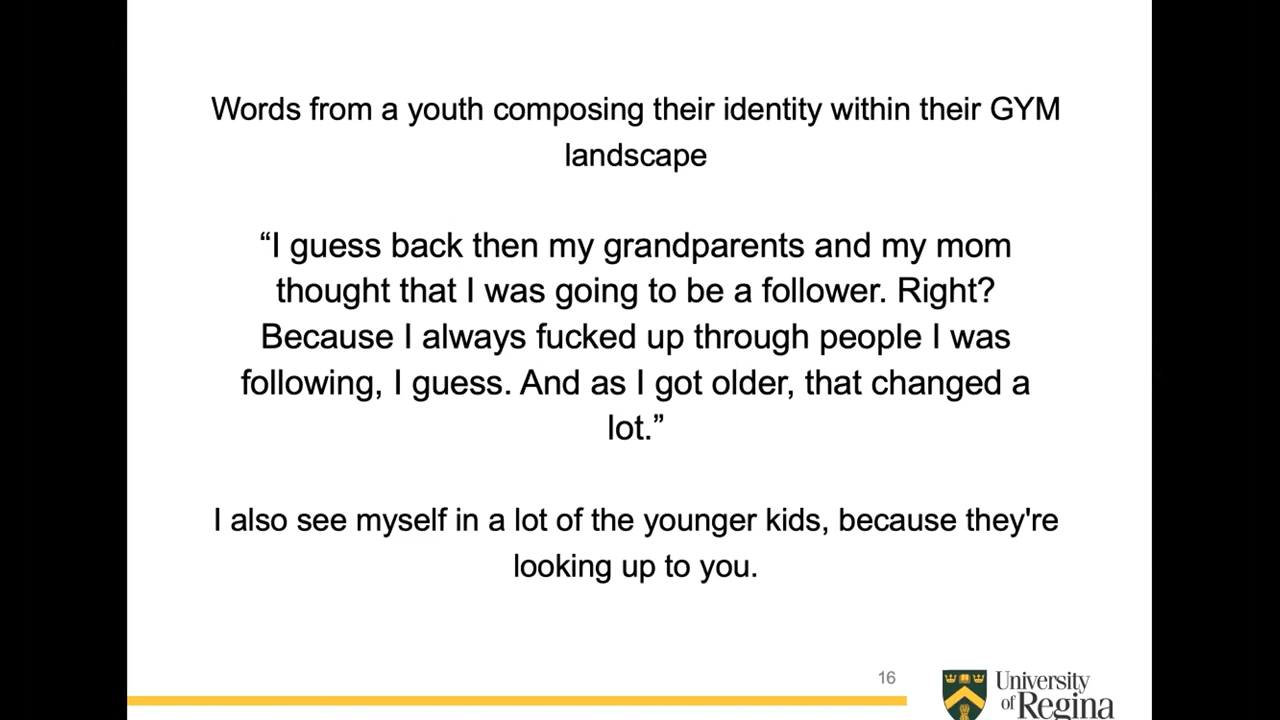 Words from a youth composing their identity within their GYM
landscape
“I guess back then my grandparents and my mom
thought that I was going to be a follower. Right?
Because I always fucked up through people I was
following, I guess. And as I got older, that changed a
lot.”
I also see myself in a lot of the younger kids, because they're
looking up to you.
16
University
of Regina